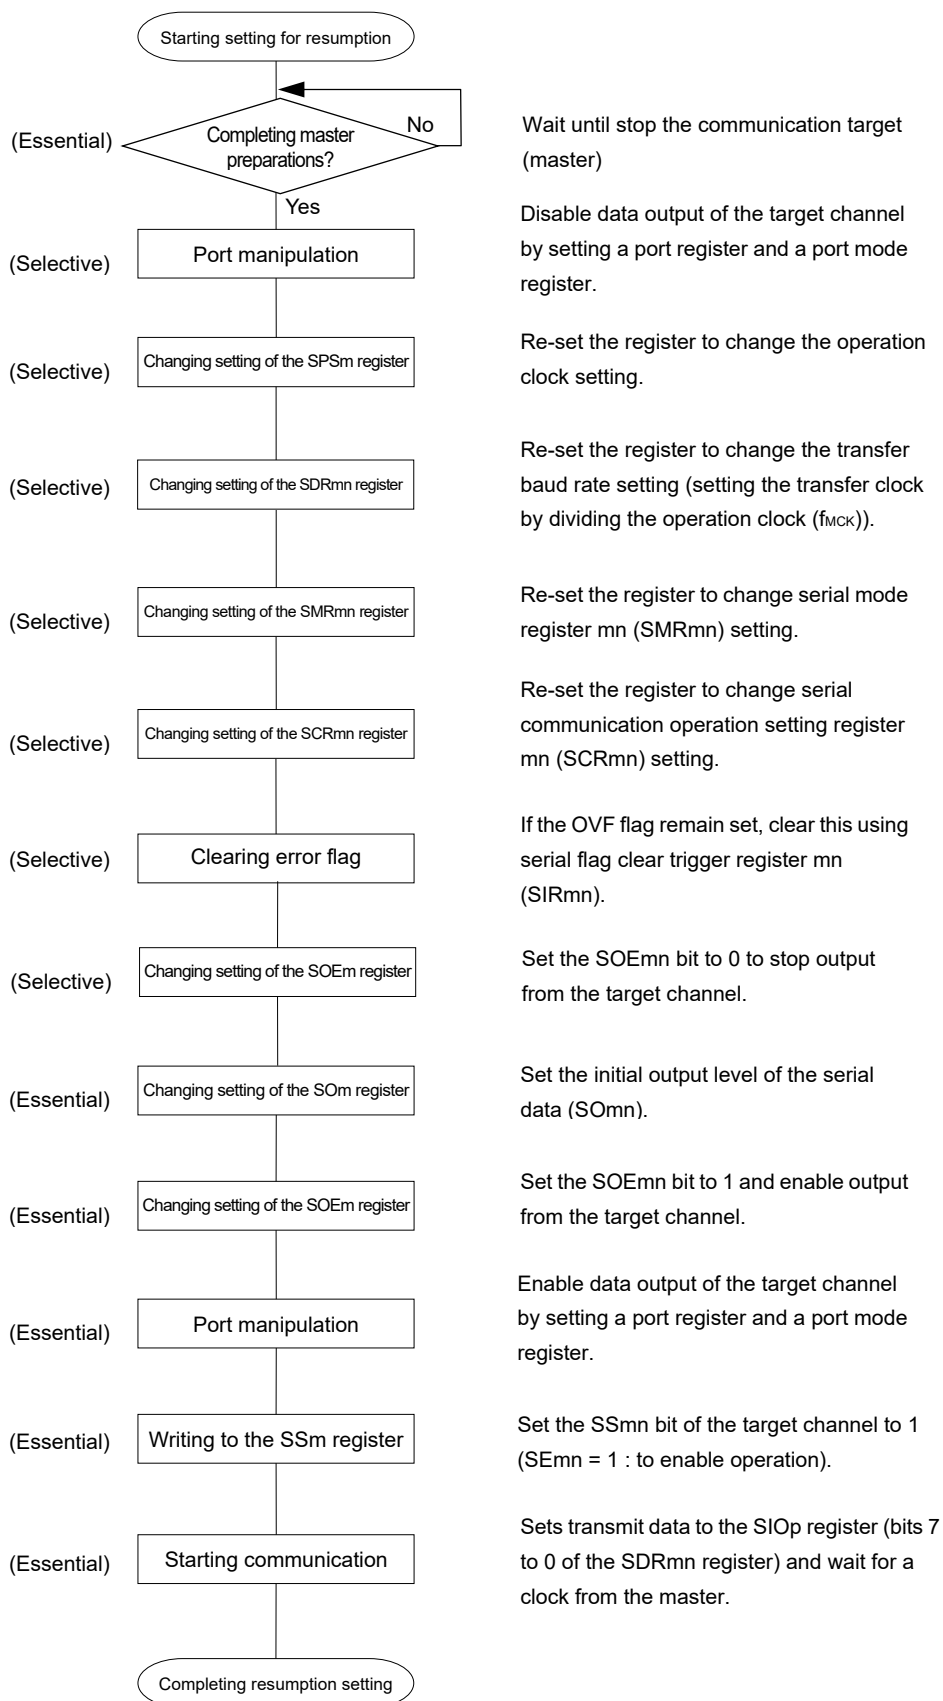 Starting setting for resumption
(Essential)
Completing master
preparations?
No
Wait until stop the communication target
(master)
Yes
(Selective)
Port manipulation
Disable data output of the target channel
by setting a port register and a port mode
register.
(Selective)
Changing setting of the SPSm register
Re-set the register to change the operation
clock setting.
(Selective)
Changing setting of the SDRmn register
Re-set the register to change the transfer
baud rate setting (setting the transfer clock
by dividing the operation clock (fMCK)).
(Selective)
Changing setting of the SMRmn register
Re-set the register to change serial mode
register mn (SMRmn) setting.
(Selective)
Changing setting of the SCRmn register
Re-set the register to change serial
communication operation setting register
mn (SCRmn) setting.
(Selective)
Clearing error flag
If the OVF flag remain set, clear this using
serial flag clear trigger register mn
(SIRmn).
(Selective)
Changing setting of the SOEm register
Set the SOEmn bit to 0 to stop output
from the target channel.
(Essential)
Changing setting of the SOm register
Set the initial output level of the serial
data (SOmn).
(Essential)
Changing setting of the SOEm register
Set the SOEmn bit to 1 and enable output
from the target channel.
(Essential)
Port manipulation
Enable data output of the target channel
by setting a port register and a port mode
register.
(Essential)
Writing to the SSm register
Set the SSmn bit of the target channel to 1
(SEmn = 1 : to enable operation).
(Essential)
Starting communication
Sets transmit data to the SIOp register (bits 7
to 0 of the SDRmn register) and wait for a
clock from the master.
Completing resumption setting